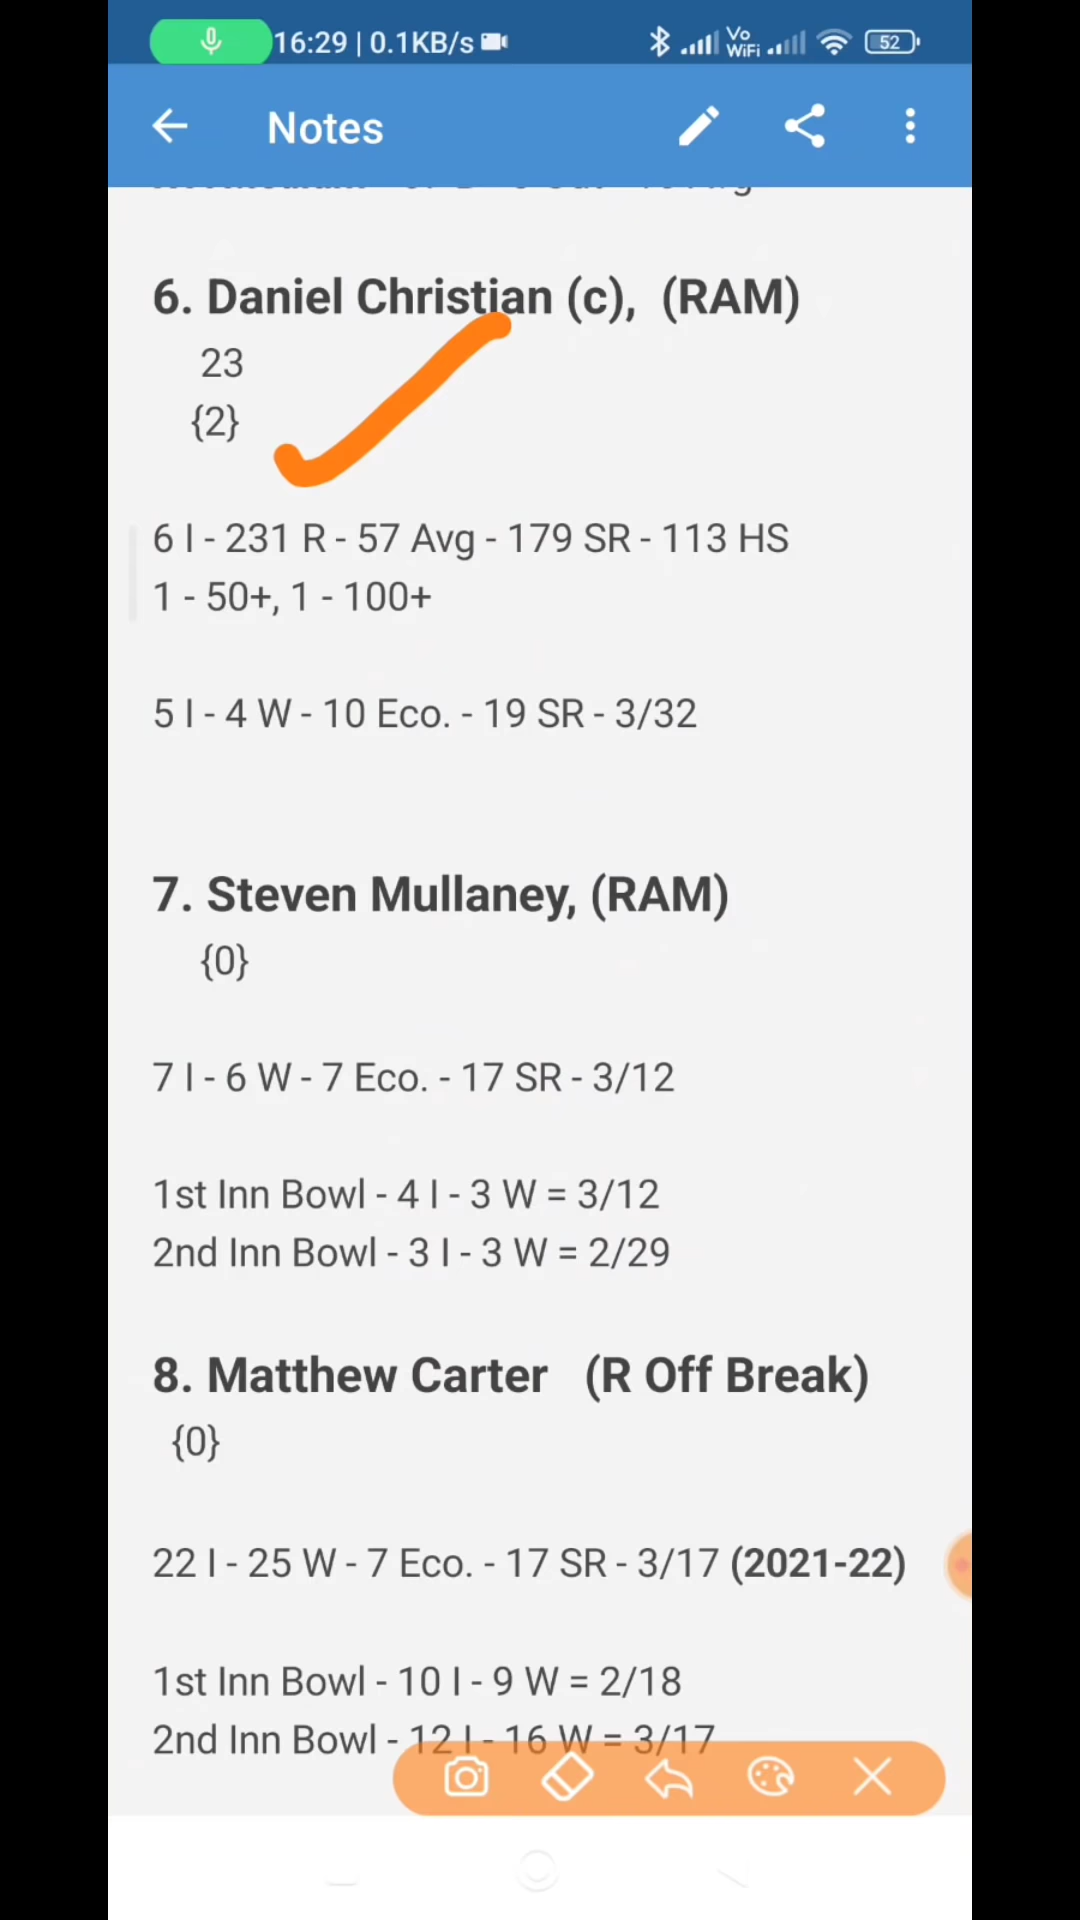 16:29 | 0.1KB/s
Vo
WiFi
52
Notes
6. Daniel Christian (c), (RAM)
23
{2}
6 I - 231 R - 57 Avg - 179 SR - 113 HS
1 - 50+, 1 - 100+
5 I - 4 W - 10 Eco. - 19 SR - 3/32
7. Steven Mullaney, (RAM)
{0}
7 I - 6 W - 7 Eco. - 17 SR - 3/12
1st Inn Bowl - 4 I - 3 W = 3/12
2nd Inn Bowl - 3 I - 3 W = 2/29
8. Matthew Carter (R Off Break)
{0}
22 I - 25 W - 7 Eco. - 17 SR - 3/17 (2021-22)
1st Inn Bowl - 10 I - 9 W = 2/18
2nd Inn Bowl - 12 I - 16 W = 3/17